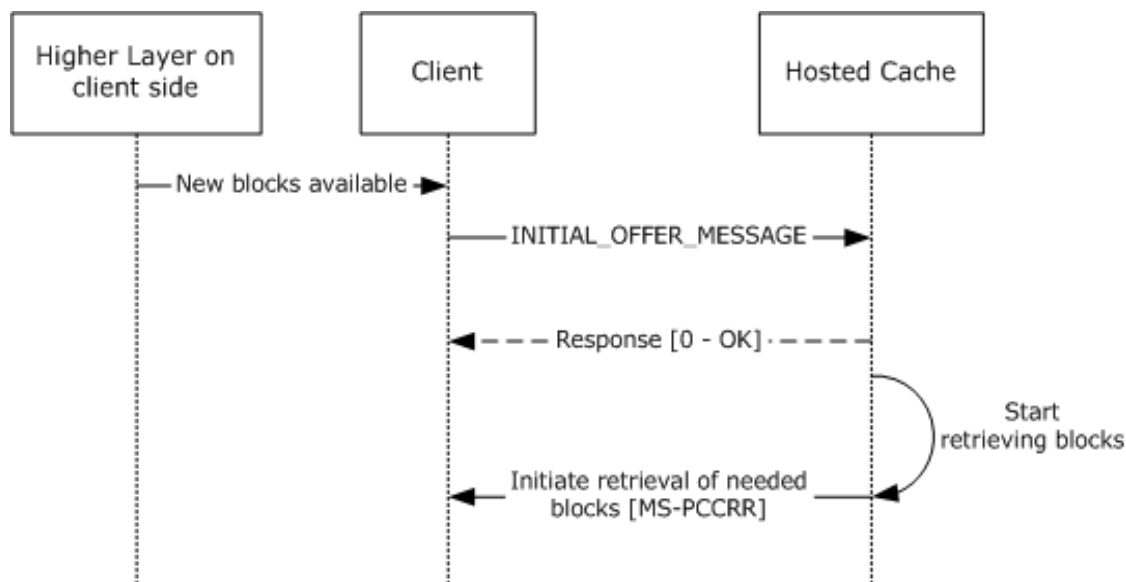 Higher Layer on
client side
Client
Hosted Cache
New blocks available
INITIAL_OFFER_MESSAGE
Response [0 - OK]
Start
retrieving blocks
Initiate retrieval of needed
blocks [MS-PCCRR]